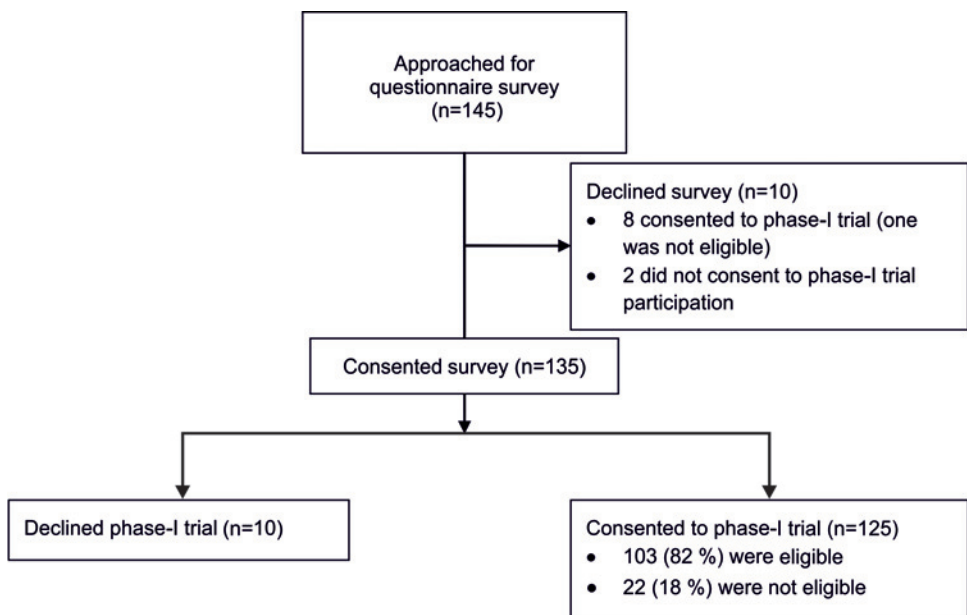 Approached for
questionnaire survey
(n=145)
Declined survey (n=10)
• 8 consented to phase-I trial (one
was not eligible)
• 2 did not consent to phase-I trial
participation
Consented survey (n=135)
Declined phase-I trial (n=10)
Consented to phase-I trial (n=125)
• 103 (82 %) were eligible
• 22 (18 %) were not eligible